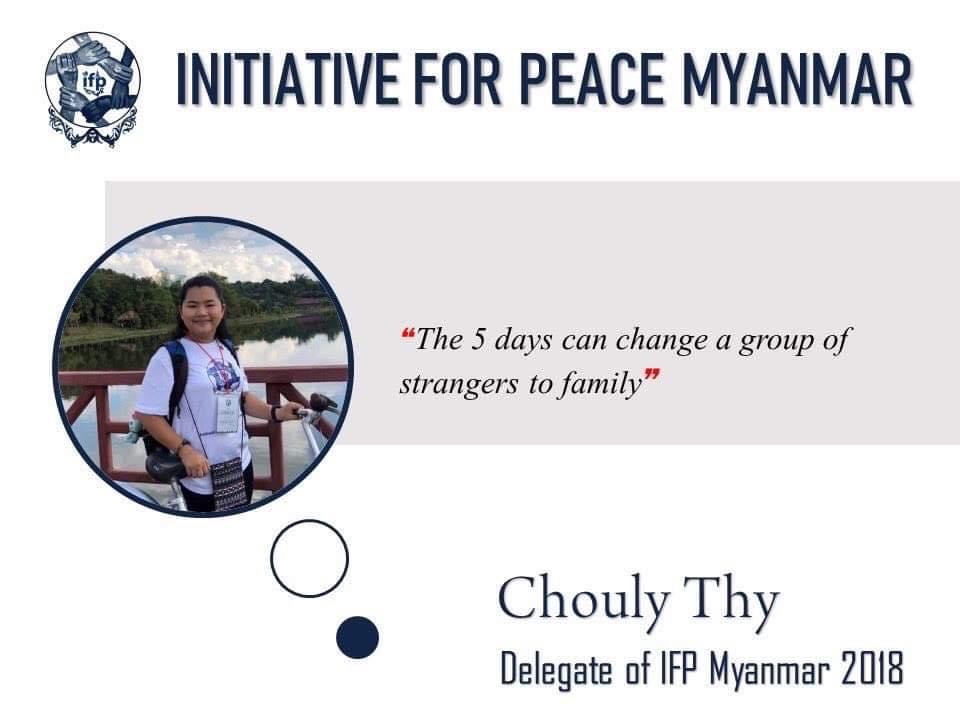 ifp
INITIATIVE FOR PEACE MYANMAR
❝The 5 days can change a group of
strangers to family❞
Chouly Thy
Delegate of IFP Myanmar 2018